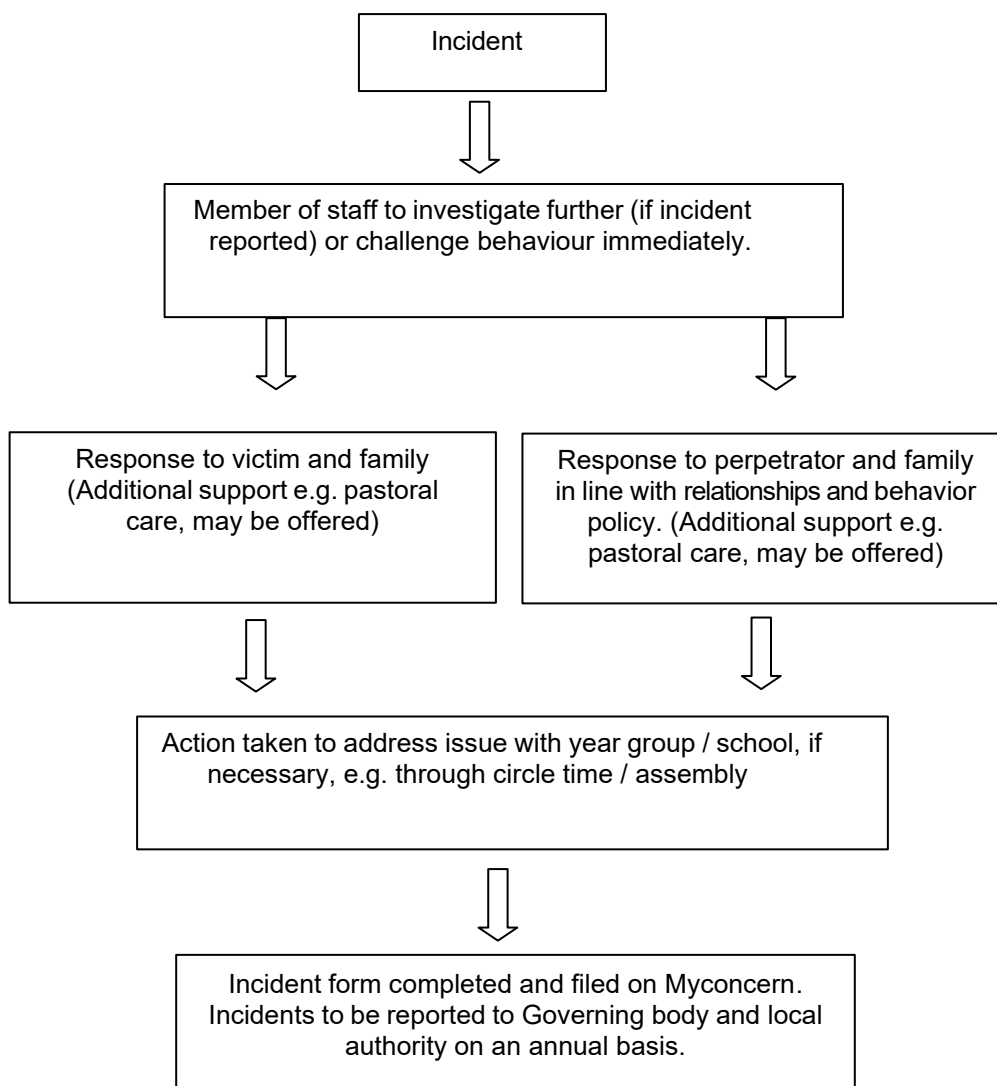 Incident
Member of staff to investigate further (if incident
reported) or challenge behaviour immediately.
Response to victim and family
(Additional support e.g. pastoral
care, may be offered)
Response to perpetrator and family
in line with relationships and behavior
policy. (Additional support e.g.
pastoral care, may be offered)
Action taken to address issue with year group / school, if
necessary, e.g. through circle time / assembly
Incident form completed and filed on Myconcern.
Incidents to be reported to Governing body and local
authority on an annual basis.